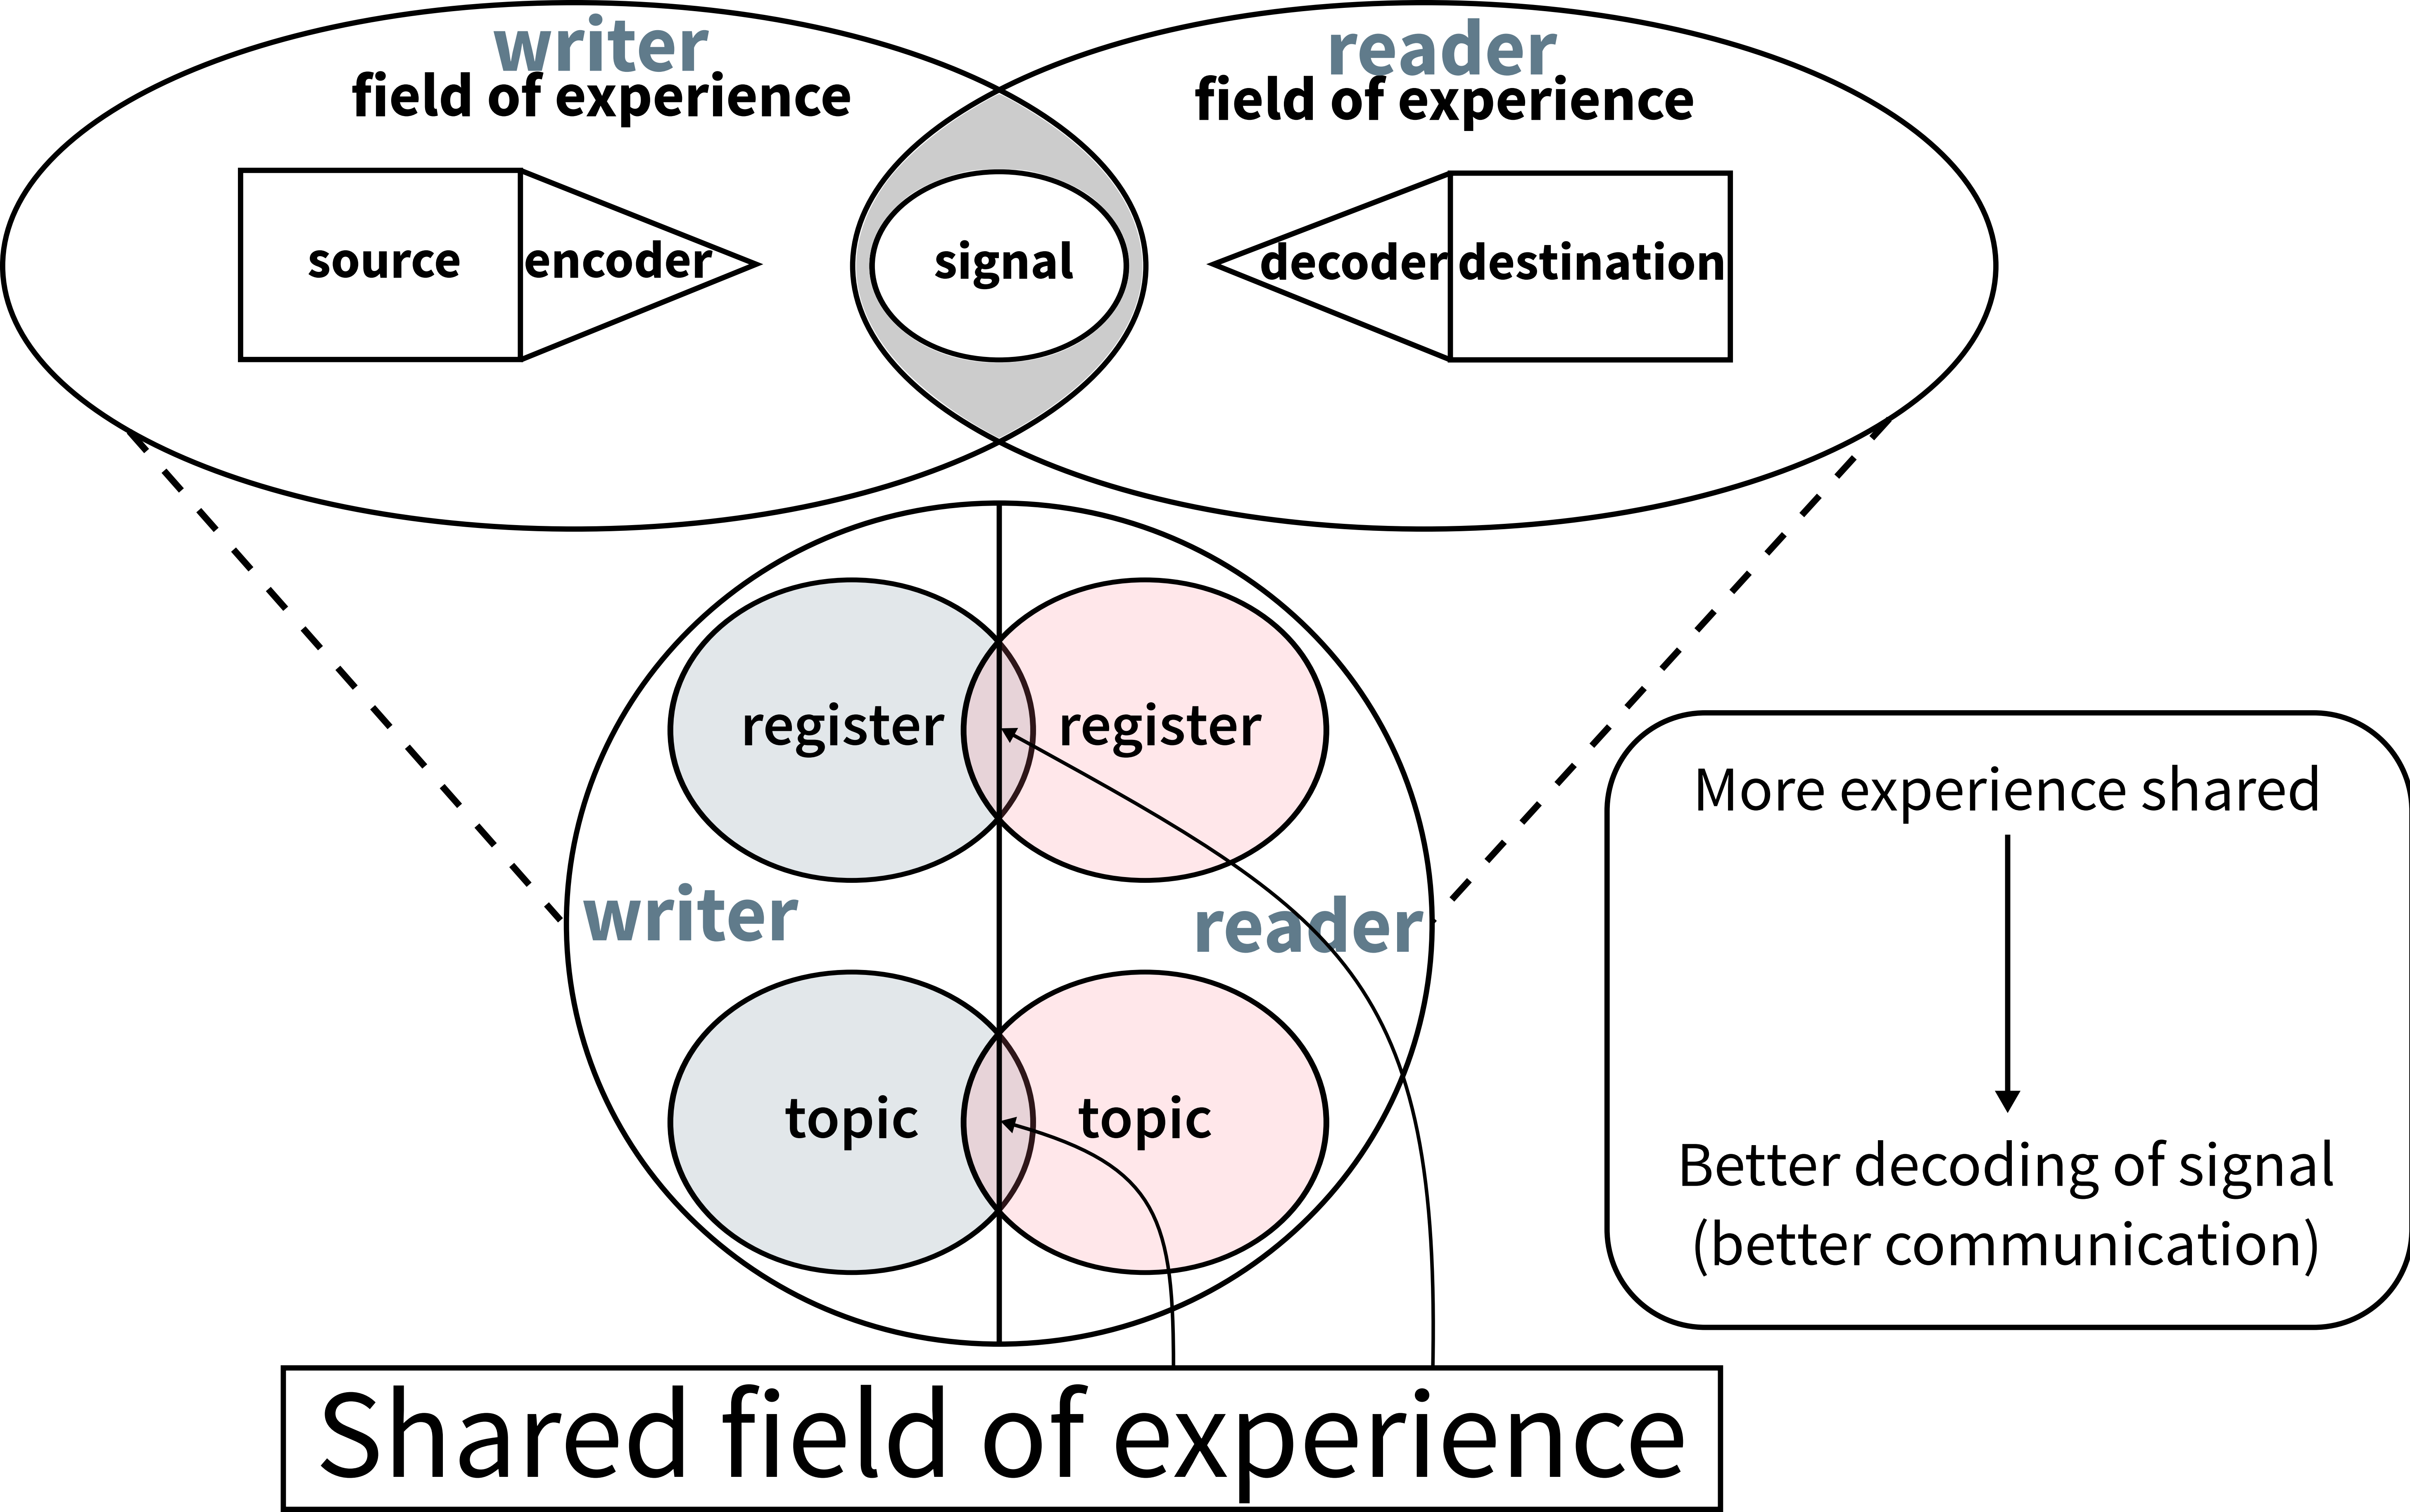 writer
field of experience
reader
field of experience
source
encoder
signal
decoder
destination
register
register
writer
reader
topic
topic
More experience shared
Better decoding of signal
(better communication)
Shared field of experience